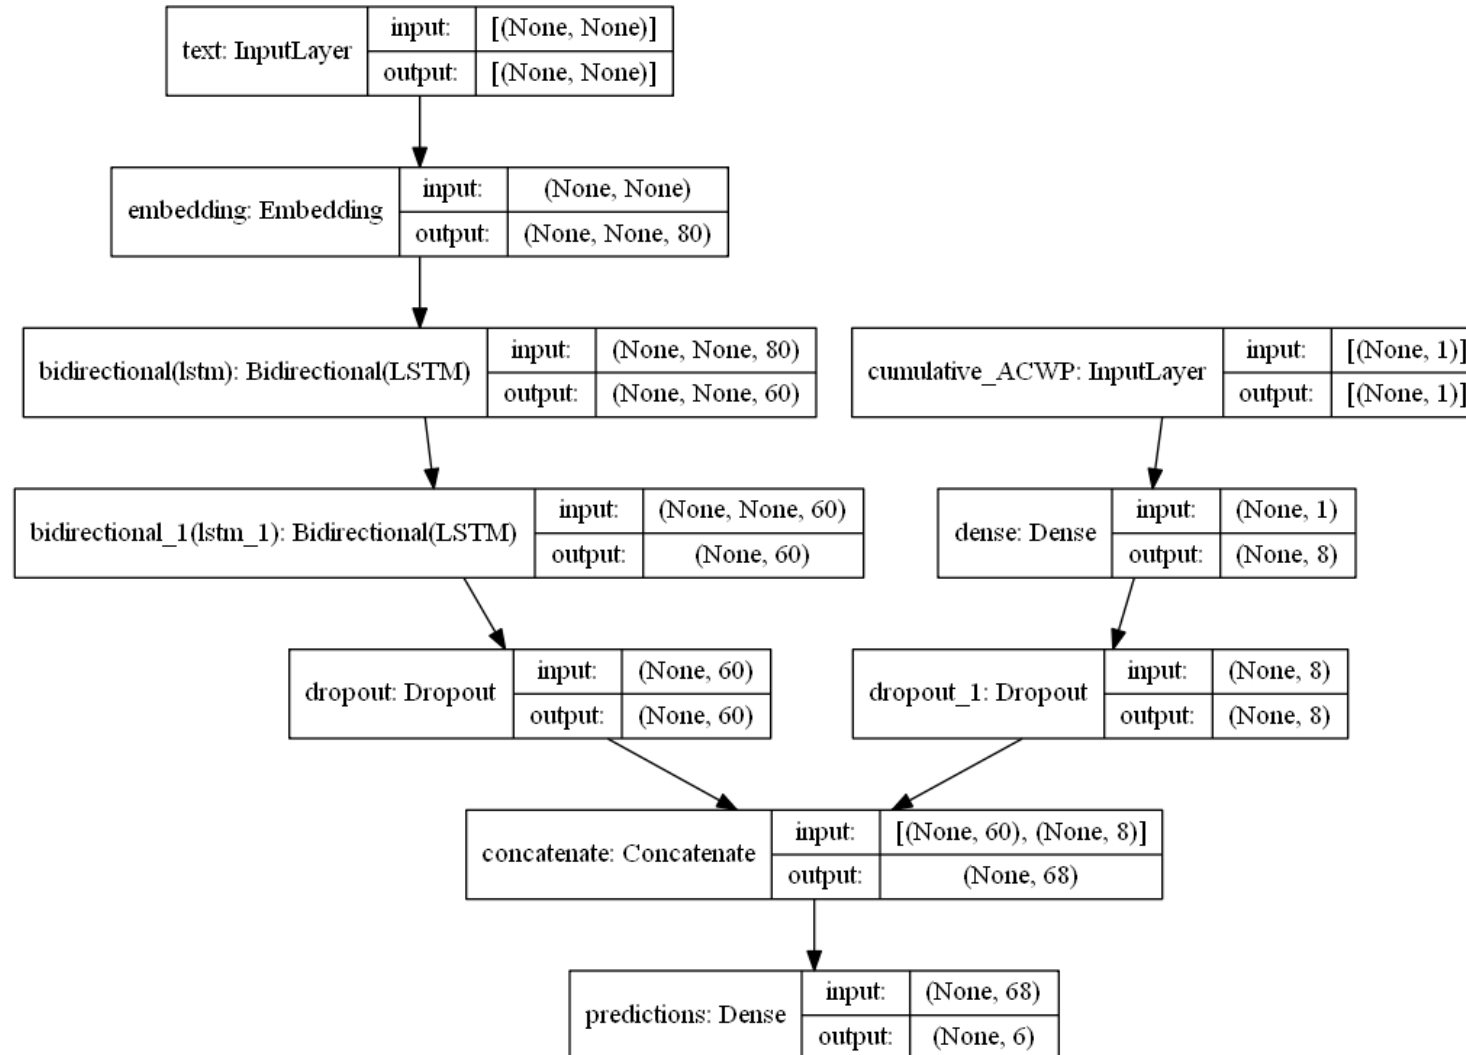 text: InputLayer
input: [(None, None)]
output: [(None, None)]
embedding: Embedding
input: (None, None)
output: (None, None, 80)
bidirectional(lstm): Bidirectional(LSTM)
input: (None, None, 80)
output: (None, None, 60)
cumulative_ACWP: InputLayer
input: [(None, 1)]
output: [(None, 1)]
bidirectional_1(lstm_1): Bidirectional(LSTM)
input: (None, None, 60)
output: (None, 60)
dense: Dense
input: (None, 1)
output: (None, 8)
dropout: Dropout
input: (None, 60)
output: (None, 60)
dropout_1: Dropout
input: (None, 8)
output: (None, 8)
concatenate: Concatenate
input: [(None, 60), (None, 8)]
output: (None, 68)
predictions: Dense
input: (None, 68)
output: (None, 6)